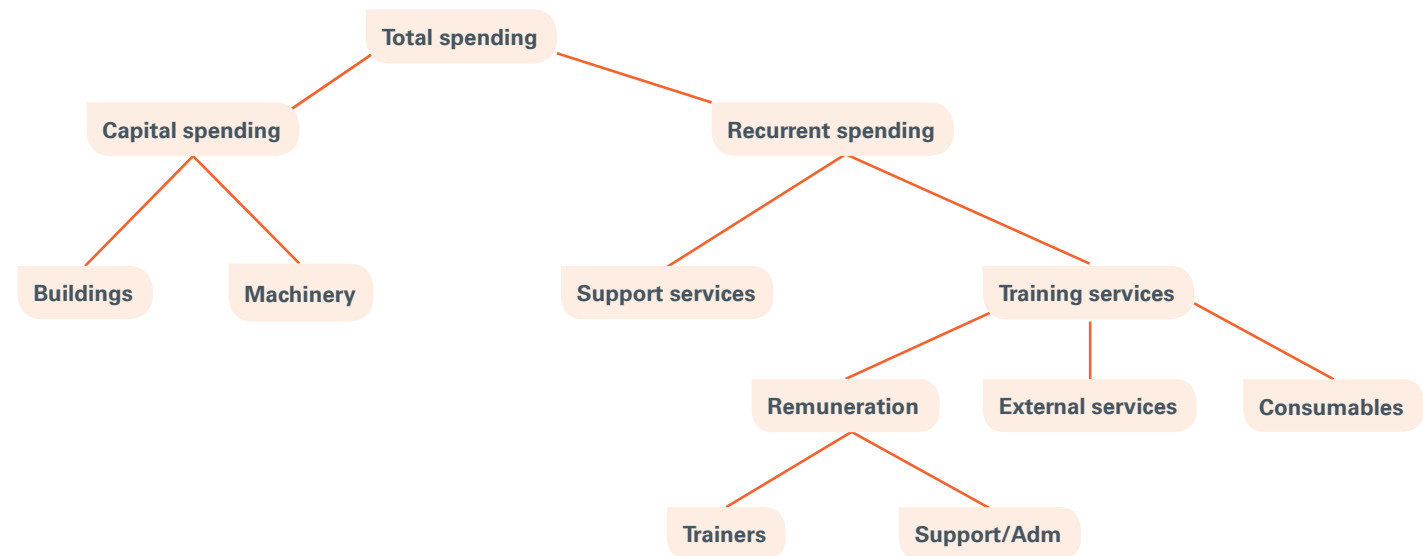 Total spending
Capital spending
Recurrent spending
Buildings
Machinery
Support services
Training services
Remuneration
External services
Consumables
Trainers
Support/Adm